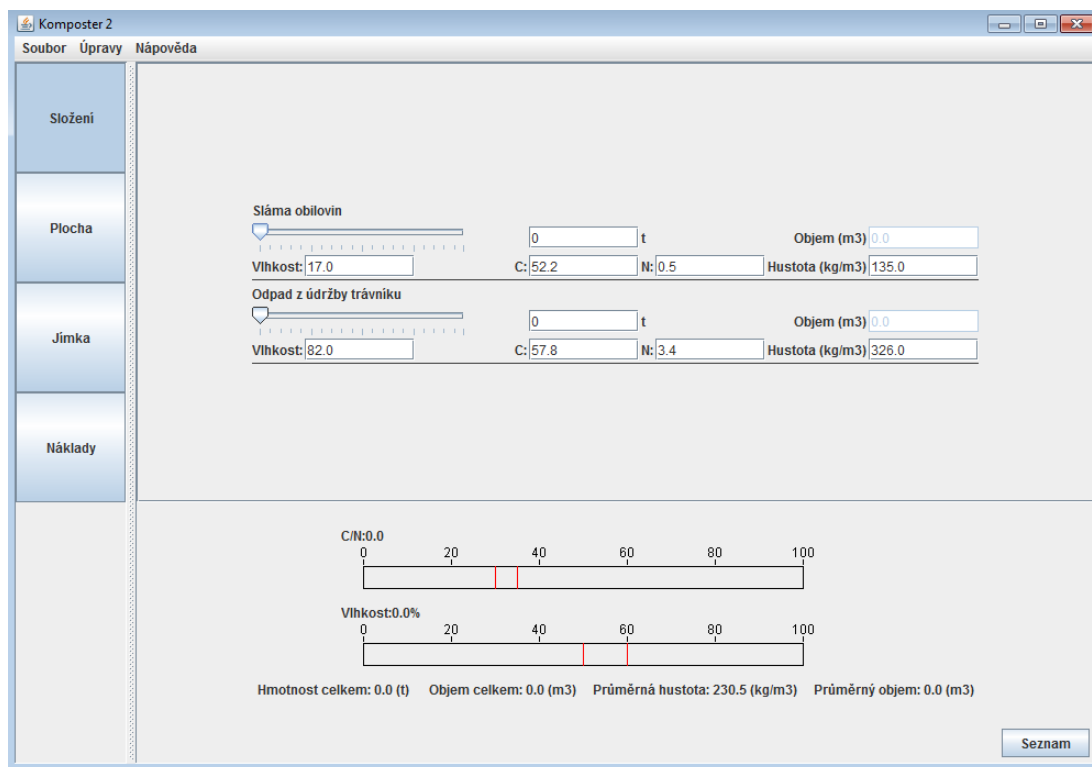 Komposter 2
Soubor Úpravy Nápověda
Složení
Plocha
Jímka
Náklady
Sláma obilovin
0 t Objem (m3) 0.0
Vlhkost: 17.0 C: 52.2 N: 0.5 Hustota (kg/m3) 135.0
Odpad z údržby trávníku
0 t Objem (m3) 0.0
Vlhkost: 82.0 C: 57.8 N: 3.4 Hustota (kg/m3) 326.0
C/N:0.0
0 20 40 60 80 100
Vlhkost:0.0%
0 20 40 60 80 100
Hmotnost celkem: 0.0 (t) Objem celkem: 0.0 (m3) Průměrná hustota: 230.5 (kg/m3) Průměrný objem: 0.0 (m3)
Seznam